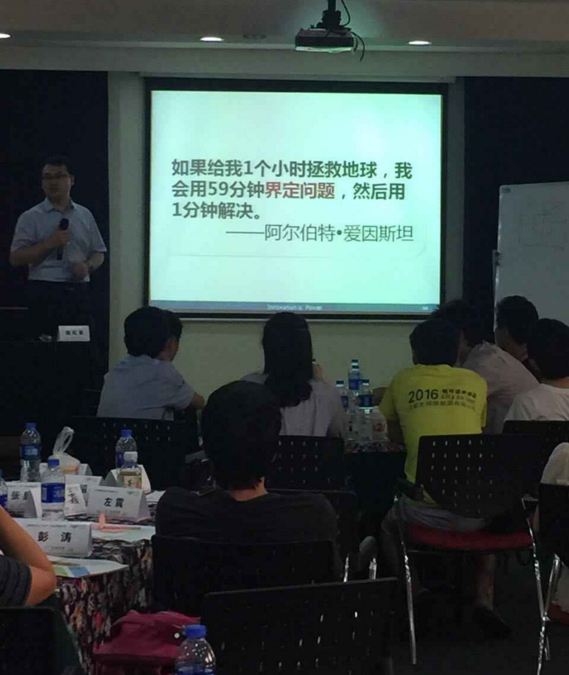 如果给我1个小时拯救地球，我
会用59分钟界定问题，然后用
1分钟解决。
——阿尔伯特•爱因斯坦
2016
左震
彭涛